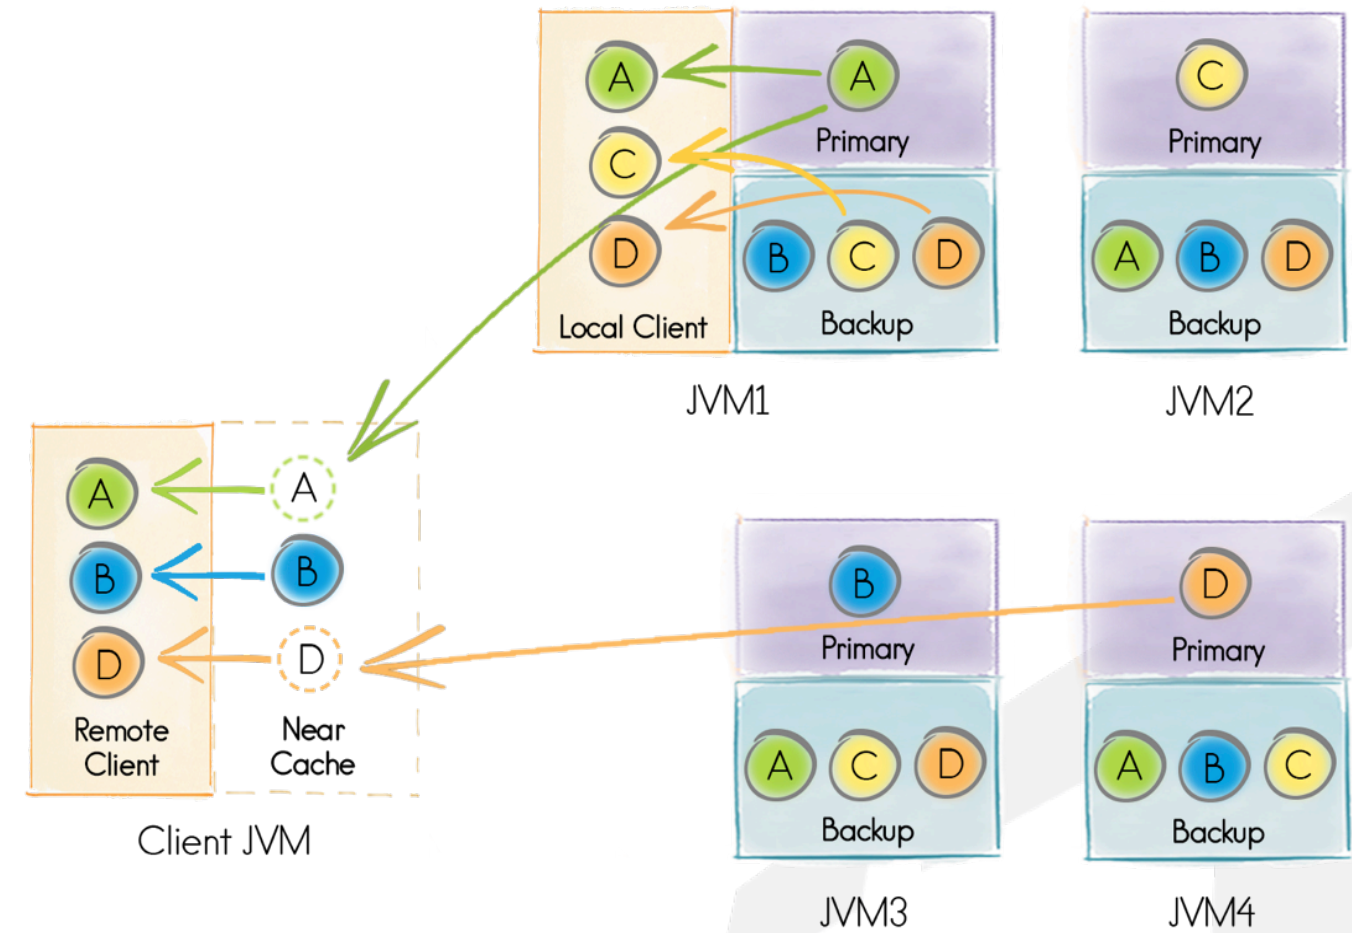 A
A
C
Primary
Primary
C
D
B
C
D
A
B
D
Local Client
Backup
Backup
JVM1
JVM2
A
A
B
B
D
D
Remote
Client
Near
Cache
Client JVM
B
D
Primary
Primary
A
C
D
A
B
C
Backup
Backup
JVM3
JVM4